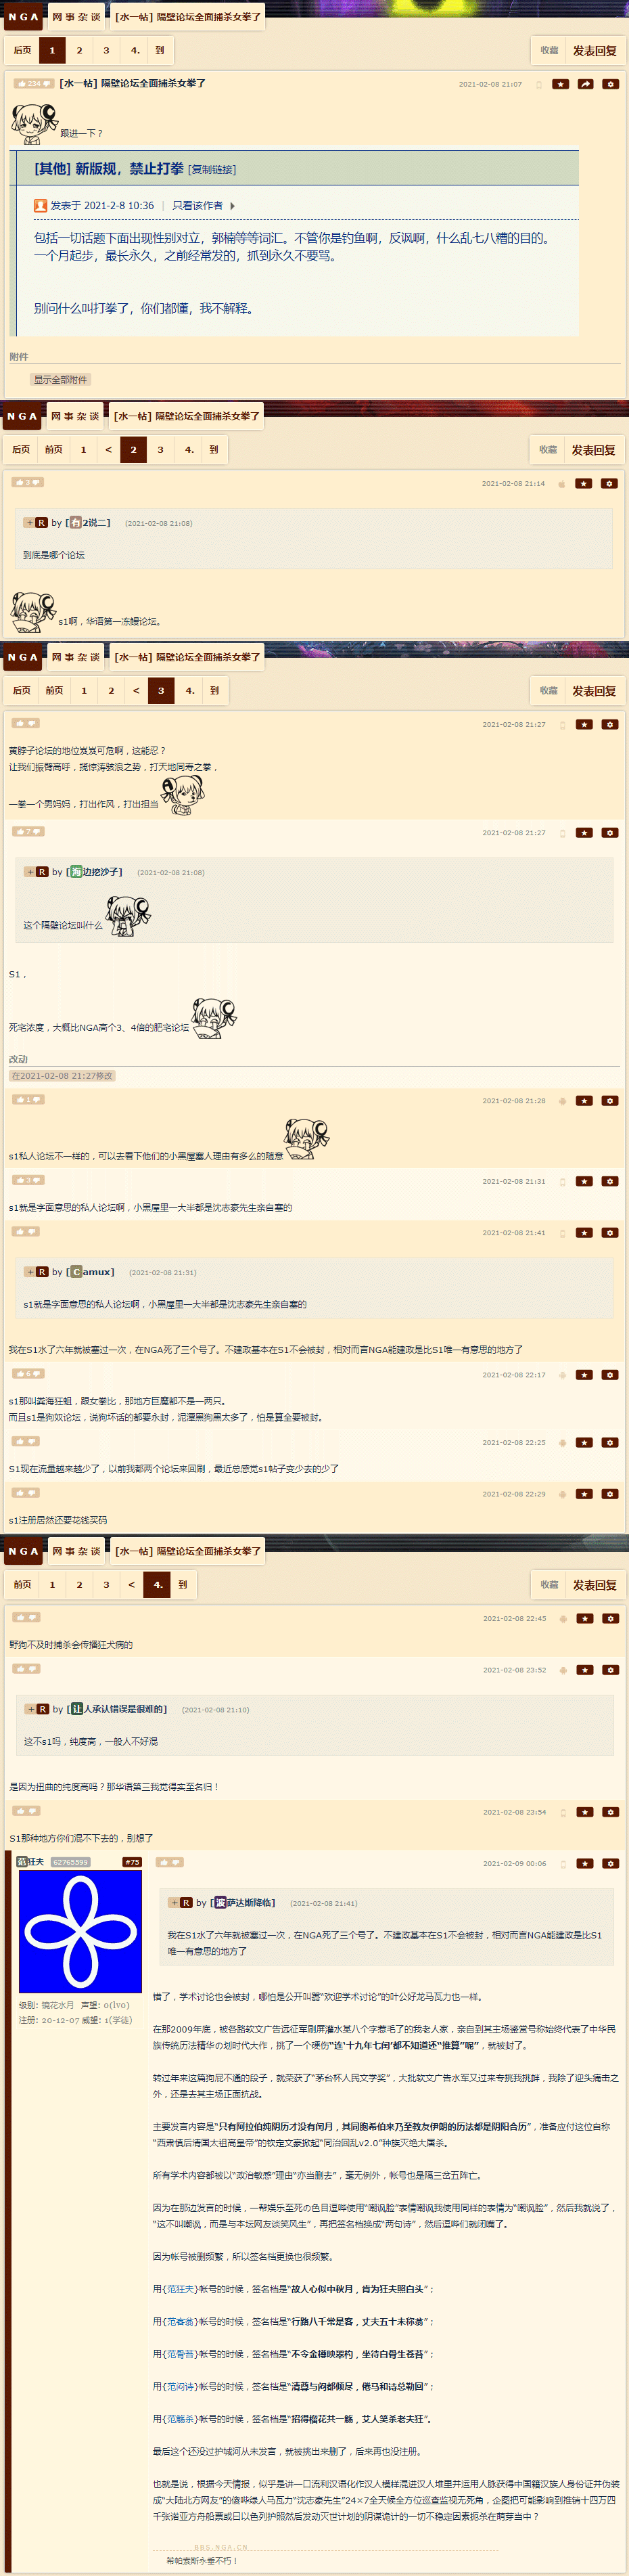 NGA 网事杂谈 [水一帖] 隔壁论坛全面捕杀女拳了
后页 1 2 3 4. 到 收藏 发表回复
234 [水一帖] 隔壁论坛全面捕杀女拳了 2021-02-08 21:07
跟进一下?
[其他] 新版规,禁止打拳 [复制链接]
发表于 2021-2-8 10:36 | 只看该作者
包括一切话题下面出现性别对立,郭楠等等词汇。不管你是钓鱼啊,反讽啊,什么乱七八糟的目的。
一个月起步,最长永久,之前经常发的,抓到永久不要骂。
别问什么叫打拳了,你们都懂,我不解释。
附件
显示全部附件
NGA 网事杂谈 [水一帖] 隔壁论坛全面捕杀女拳了
后页 前页 1 < 2 3 4. 到 收藏 发表回复
3 2021-02-08 21:14
+ R by [有2说二] (2021-02-08 21:08)
到底是哪个论坛
s1啊,华语第一冻鳗论坛。
NGA 网事杂谈 [水一帖] 隔壁论坛全面捕杀女拳了
后页 前页 1 2 < 3 4. 到 收藏 发表回复
2021-02-08 21:27
黄脖子论坛的地位岌岌可危啊,这能忍?
让我们振臂高呼,挽惊涛骇浪之势,打天地同寿之拳,
一拳一个男妈妈,打出作风,打出担当
7 2021-02-08 21:27
+ R by [海边挖沙子] (2021-02-08 21:08)
这个隔壁论坛叫什么
S1,
死宅浓度,大概比NGA高个3、4倍的肥宅论坛
改动
在2021-02-08 21:27修改
1 2021-02-08 21:28
s1私人论坛不一样的,可以去看下他们的小黑屋塞人理由有多么的随意
3 2021-02-08 21:31
s1就是字面意思的私人论坛啊,小黑屋里一大半都是沈志豪先生亲自塞的
2021-02-08 21:41
+ R by [Camux] (2021-02-08 21:31)
s1就是字面意思的私人论坛啊,小黑屋里一大半都是沈志豪先生亲自塞的
我在S1水了六年就被塞过一次,在NGA死了三个号了。不建政基本在S1不会被封,相对而言NGA能建政是比S1唯一有意思的地方了
6 2021-02-08 22:17
s1那叫粪海狂蛆,跟女拳比,那地方巨魔都不是一两只。
而且s1是狗奴论坛,说狗坏话的都要永封,泥潭黑狗黑太多了,怕是算全要被封。
2021-02-08 22:25
S1现在流量越来越少了,以前我都两个论坛来回刷,最近总感觉s1帖子变少去的少了
2021-02-08 22:29
s1注册居然还要花钱买码
NGA 网事杂谈 [水一帖] 隔壁论坛全面捕杀女拳了
前页 1 2 3 < 4. 到 收藏 发表回复
2021-02-08 22:45
野狗不及时捕杀会传播狂犬病的
2021-02-08 23:52
+ R by [让人承认错误是很难的] (2021-02-08 21:10)
这不s1吗,纯度高,一般人不好混
是因为扭曲的纯度高吗?那华语第三我觉得实至名归!
2021-02-08 23:54
S1那种地方你们混不下去的,别想了
范狂夫 62765399 #75 2021-02-09 00:06
级别: 镜花水月 声望: 0(lv0)
注册: 20-12-07 威望: 1(学徒)
+ R by [波萨达斯降临] (2021-02-08 21:41)
我在S1水了六年就被塞过一次,在NGA死了三个号了。不建政基本在S1不会被封,相对而言NGA能建政是比S1
唯一有意思的地方了
错了,学术讨论也会被封,哪怕是公开叫嚣“欢迎学术讨论”的叶公好龙马瓦力也一样。
在那2009年底,被各路软文广告远征军刷屏灌水某八个字惹毛了的我老人家,亲自到其主场鉴赏号称始终代表了中华民
族传统历法精华の划时代大作,挑了一个硬伤“连‘十九年七闰’都不知道还“推算”呢”,就被封了。
转过年来这篇狗屁不通的段子,就荣获了“茅台杯人民文学奖”,大批软文广告水军又过来专挑我挑衅,我除了迎头痛击之
外,还是去其主场正面抗战。
主要发言内容是“只有阿拉伯纯阴历才没有闰月,其同胞希伯来乃至教友伊朗的历法都是阴阳合历”,准备应付这位自称
“西肃慎后清国太祖高皇帝”的钦定文豪掀起“同治回乱v2.0”种族灭绝大屠杀。
所有学术内容都被以“政治敏感”理由“亦当删去”,毫无例外,帐号也是隔三岔五阵亡。
因为在那边发言的时候,一帮娱乐至死の色目逗哗使用“嘲讽脸”表情嘲讽我使用同样的表情为“嘲讽脸”,然后我就说了,
“这不叫嘲讽,而是与本坛网友谈笑风生”,再把签名档换成“两句诗”,然后逗哗们就闭嘴了。
因为帐号被删频繁,所以签名档更换也很频繁。
用{范狂夫}帐号的时候,签名档是“故人心似中秋月,肯为狂夫照白头”;
用{范睿翁}帐号的时候,签名档是“行路八千常是客,丈夫五十未称翁”;
用{范骨苔}帐号的时候,签名档是“不令金樽映翠杓,坐待白骨生苍苔”;
用{范闷诗}帐号的时候,签名档是“清尊与闷都倾尽,倦马和诗总勒回”;
用{范觞杀}帐号的时候,签名档是“招得榴花共一觞,艾人笑杀老夫狂”。
最后这个还没过护城河从未发言,就被挑出来删了,后来再也没注册。
也就是说,根据今天情报,似乎是讲一口流利汉语化作汉人模样混进汉人堆里并运用人脉获得中国籍汉族人身份证并伪装
成“大陆北方网友”的傻哗绿人马瓦力“沈志豪先生”24×7全天候全方位巡查监视无死角,企图把可能影响到推销十四万四
千张诺亚方舟船票或曰以色列护照然后发动灭世计划的阴谋诡计的一切不稳定因素扼杀在萌芽当中?
BBS.NGA.CN
帮帕索斯永垂不朽!